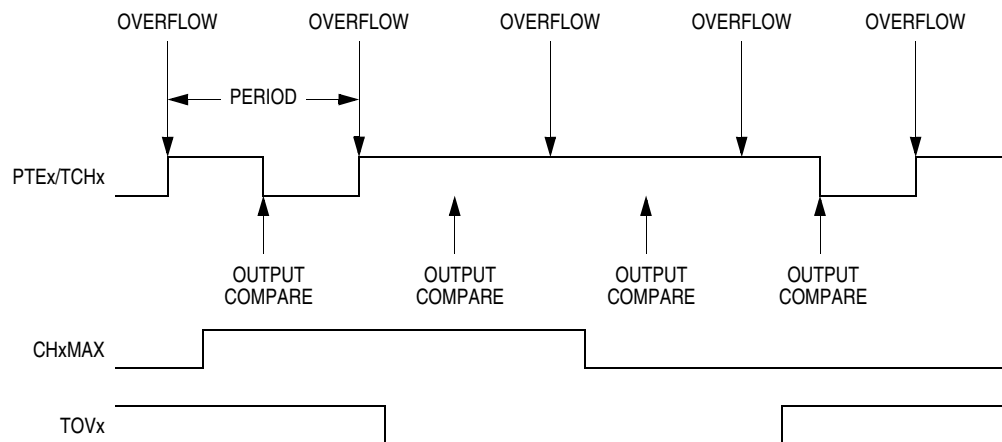 OVERFLOW OVERFLOW OVERFLOW OVERFLOW OVERFLOW
PERIOD
PTEx/TCHx
OUTPUT OUTPUT OUTPUT OUTPUT
COMPARE COMPARE COMPARE COMPARE
CHxMAX
TOVx